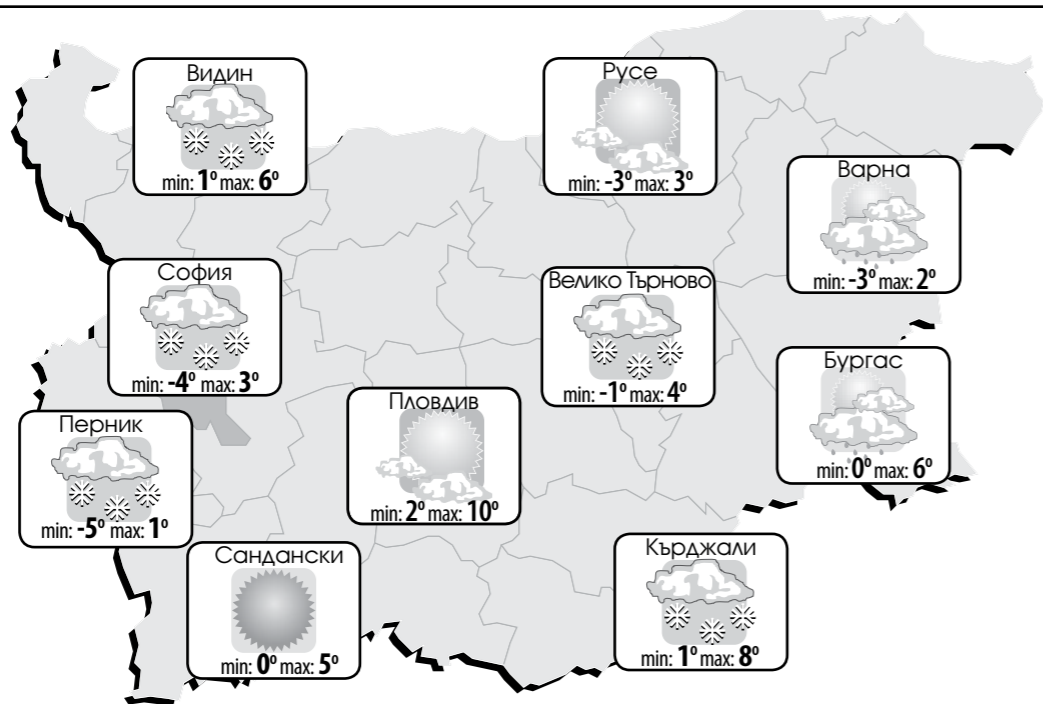 Видин
min: 1° max: 6°
Русе
min: -3° max: 3°
Варна
min: -3° max: 2°
София
min: -4° max: 3°
Велико Търново
min: -1° max: 4°
Бургас
min: 0° max: 6°
Пловдив
min: 2° max: 10°
Перник
min: -5° max: 1°
Сандански
min: 0° max: 5°
Кърджали
min: 1° max: 8°